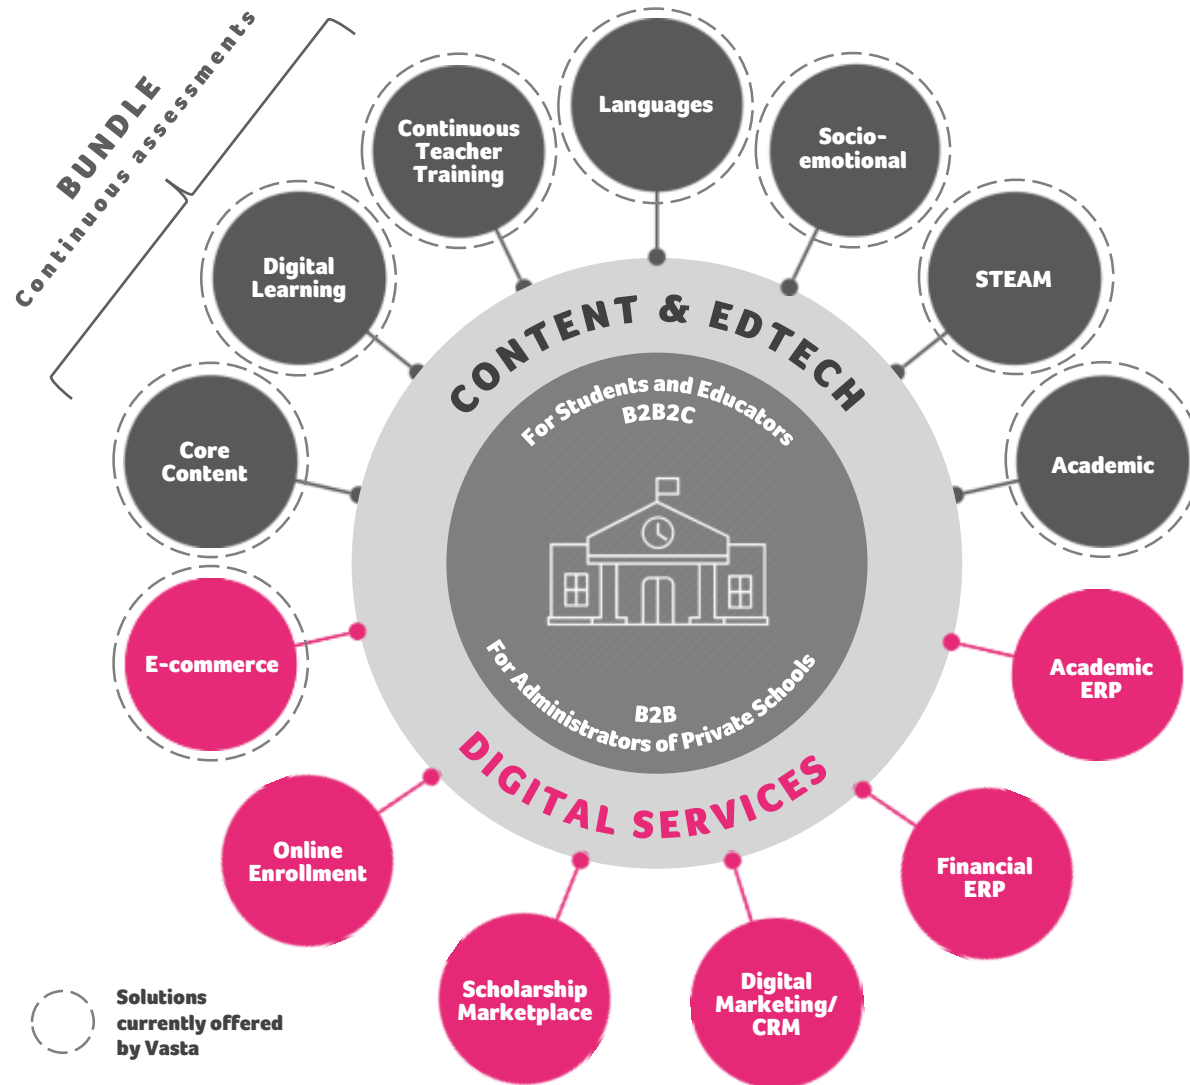 BUNDLE
Continuous assessments
Languages
Continuous
Teacher
Training
Socio-
emotional
Digital
Learning
STEAM
Core
Content
Academic
CONTENT & EDTECH
For Students and Educators
B2B2C
B2B
For Administrators of Private Schools
DIGITAL SERVICES
E-commerce
Academic
ERP
Online
Enrollment
Financial
ERP
Scholarship
Marketplace
Digital
Marketing/
CRM
Solutions
currently offered
by Vasta